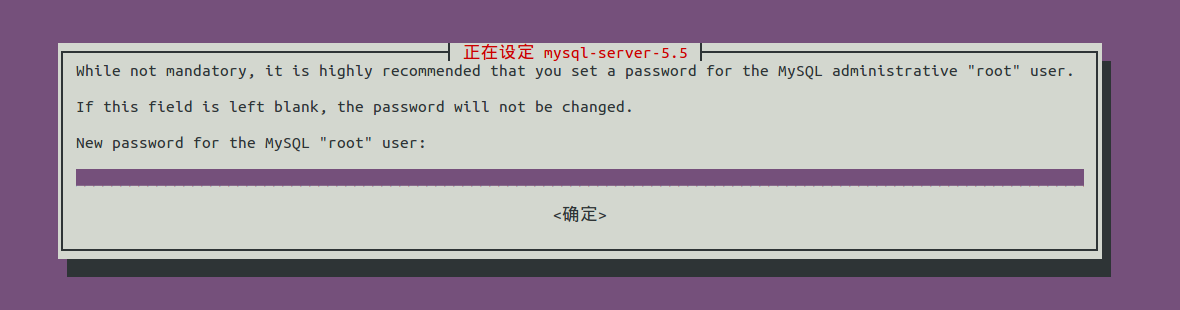 正在设定 mysql-server-5.5
While not mandatory, it is highly recommended that you set a password for the MySQL administrative "root" user.
If this field is left blank, the password will not be changed.
New password for the MySQL "root" user:
<确定>